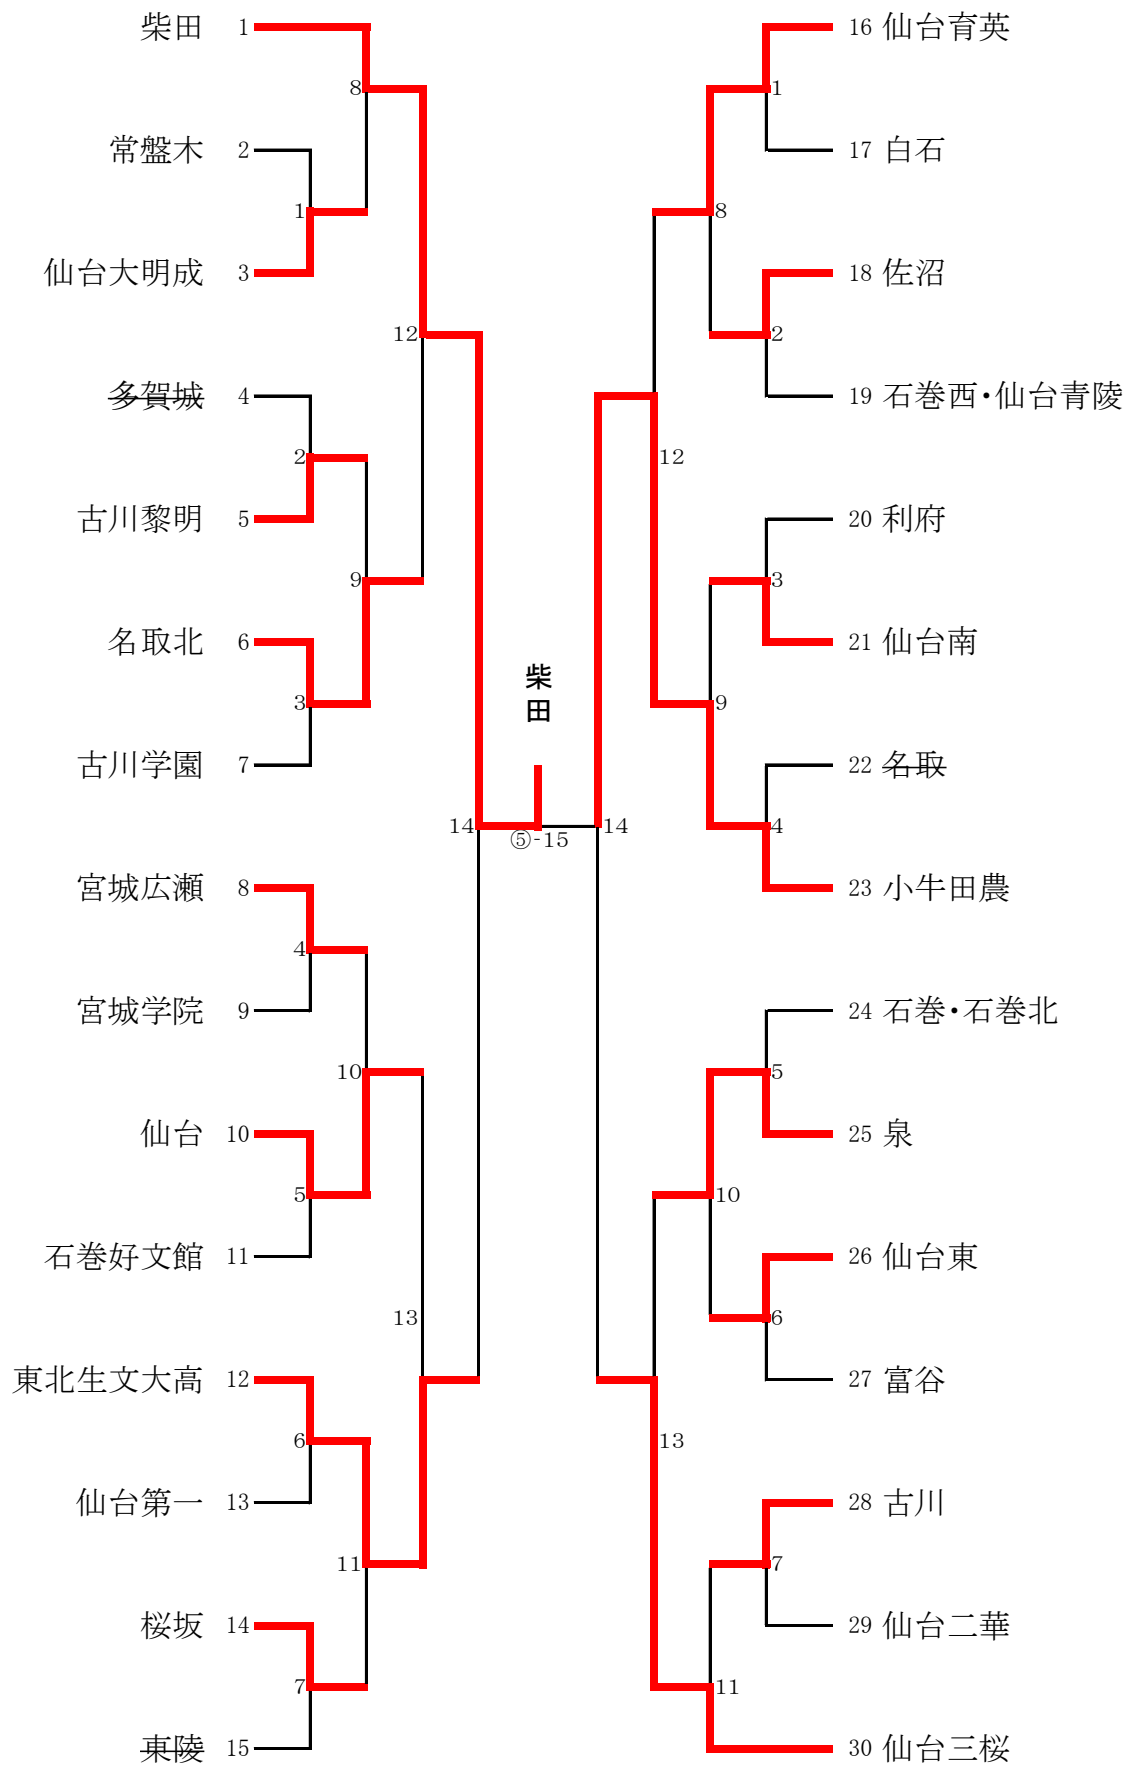 柴田 1
常盤木 2
仙台大明成 3
多賀城 4
古川黎明 5
名取北 6
古川学園 7
宮城広瀬 8
宮城学院 9
仙台 10
石巻好文館 11
東北生文大高 12
仙台第一 13
桜坂 14
東陵 15
8
1
12
2
9
3
14
4
10
5
13
6
11
7
柴
田
⑤-15
16 仙台育英
17 白石
18 佐沼
19 石巻西・仙台青陵
20 利府
21 仙台南
22 名取
23 小牛田農
24 石巻・石巻北
25 泉
26 仙台東
27 富谷
28 古川
29 仙台二華
30 仙台三桜
1
8
2
12
3
9
14
4
5
10
6
13
7
11